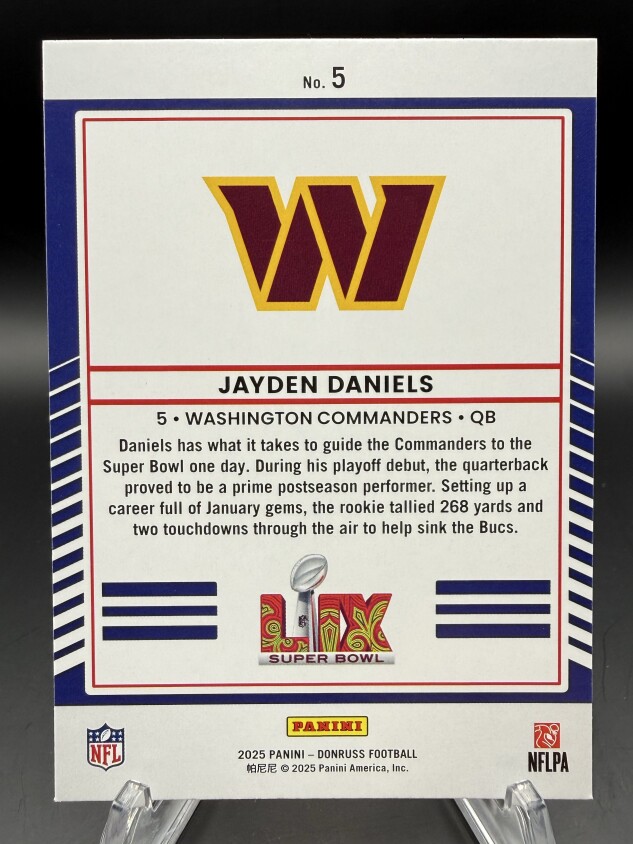 No. 5
W
JAYDEN DANIELS
5 • WASHINGTON COMMANDERS • QB
Daniels has what it takes to guide the Commanders to the
Super Bowl one day. During his playoff debut, the quarterback
proved to be a prime postseason performer. Setting up a
career full of January gems, the rookie tallied 268 yards and
two touchdowns through the air to help sink the Bucs.
LIX
SUPER BOWL
NFL
PANINI
2025 PANINI – DONRUSS FOOTBALL
帕尼尼 © 2025 Panini America, Inc.
NFLPA